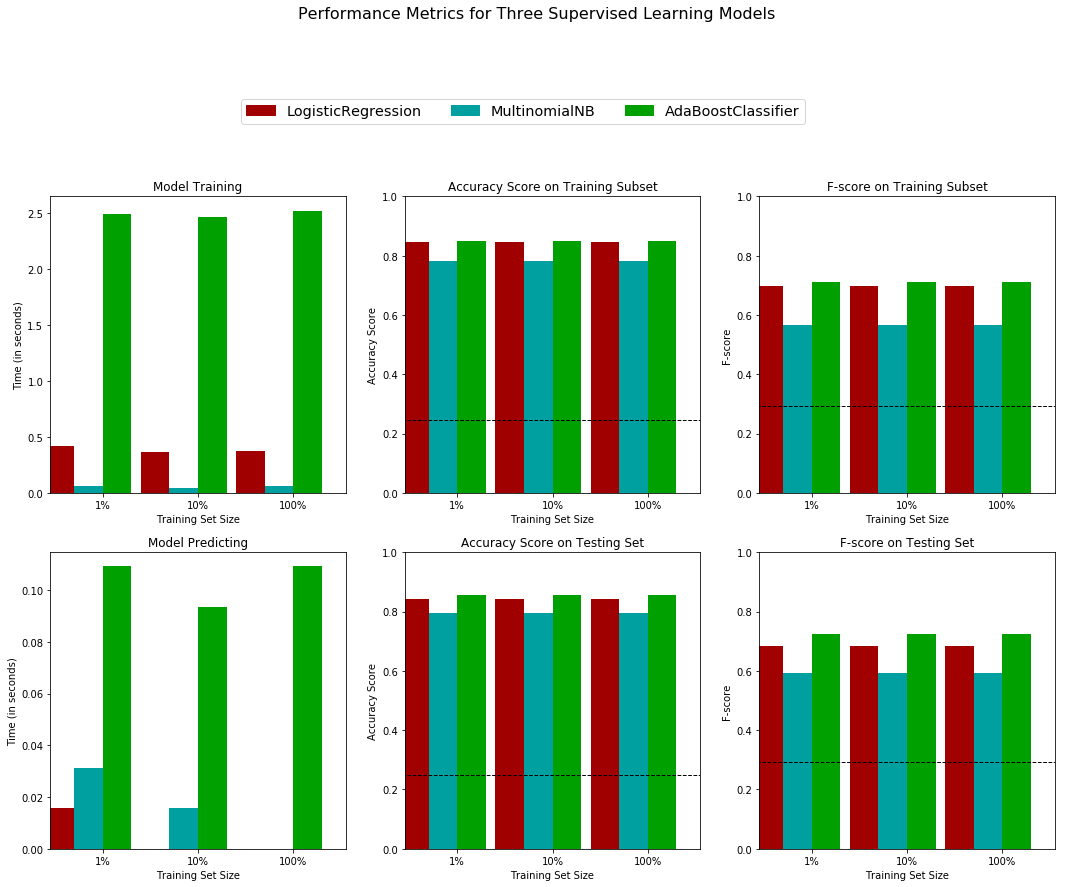 Performance Metrics for Three Supervised Learning Models
LogisticRegression MultinomialNB AdaBoostClassifier
Model Training
2.5
2.0
1.5
1.0
0.5
0.0
Time (in seconds)
1% 10% 100%
Training Set Size
Accuracy Score on Training Subset
1.0
0.8
0.6
0.4
0.2
0.0
Accuracy Score
1% 10% 100%
Training Set Size
F-score on Training Subset
1.0
0.8
0.6
0.4
0.2
0.0
F-score
1% 10% 100%
Training Set Size
Model Predicting
0.10
0.08
0.06
0.04
0.02
0.00
Time (in seconds)
1% 10% 100%
Training Set Size
Accuracy Score on Testing Set
1.0
0.8
0.6
0.4
0.2
0.0
Accuracy Score
1% 10% 100%
Training Set Size
F-score on Testing Set
1.0
0.8
0.6
0.4
0.2
0.0
F-score
1% 10% 100%
Training Set Size